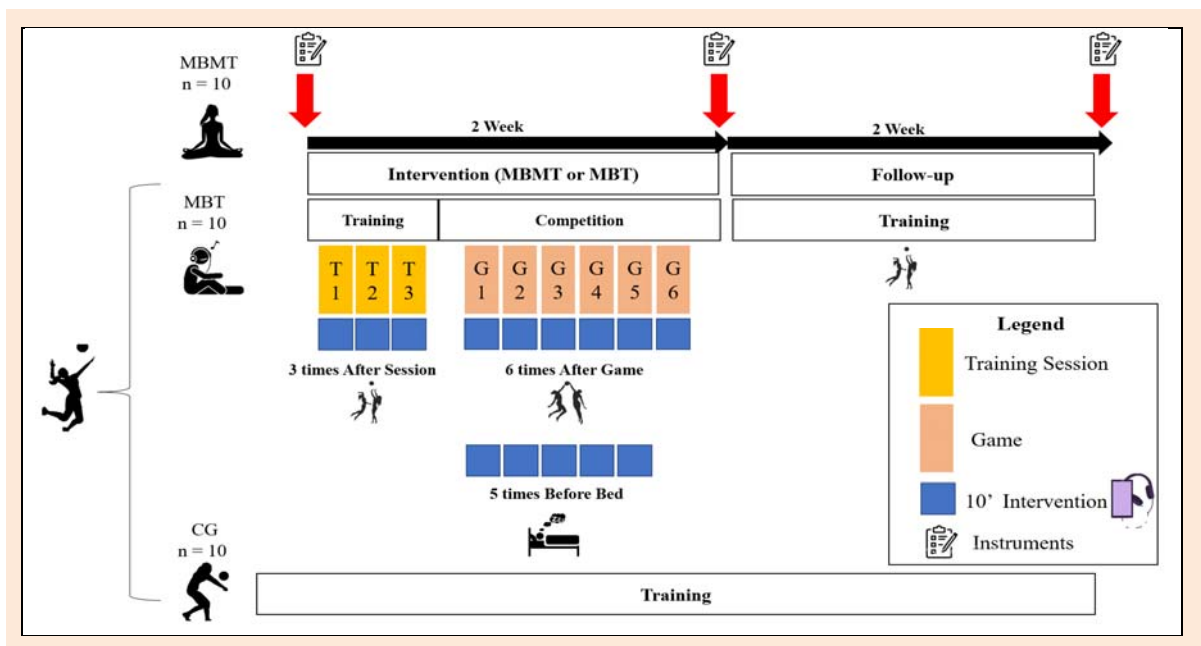 MBMT
n = 10
2 Week
2 Week
Intervention (MBMT or MBT)
Follow-up
MBT
n = 10
Training
Competition
Training
T
1
T
2
T
3
G
1
G
2
G
3
G
4
G
5
G
6
3 times After Session
6 times After Game
5 times Before Bed
Legend
Training Session
Game
10’ Intervention
Instruments
CG
n = 10
Training